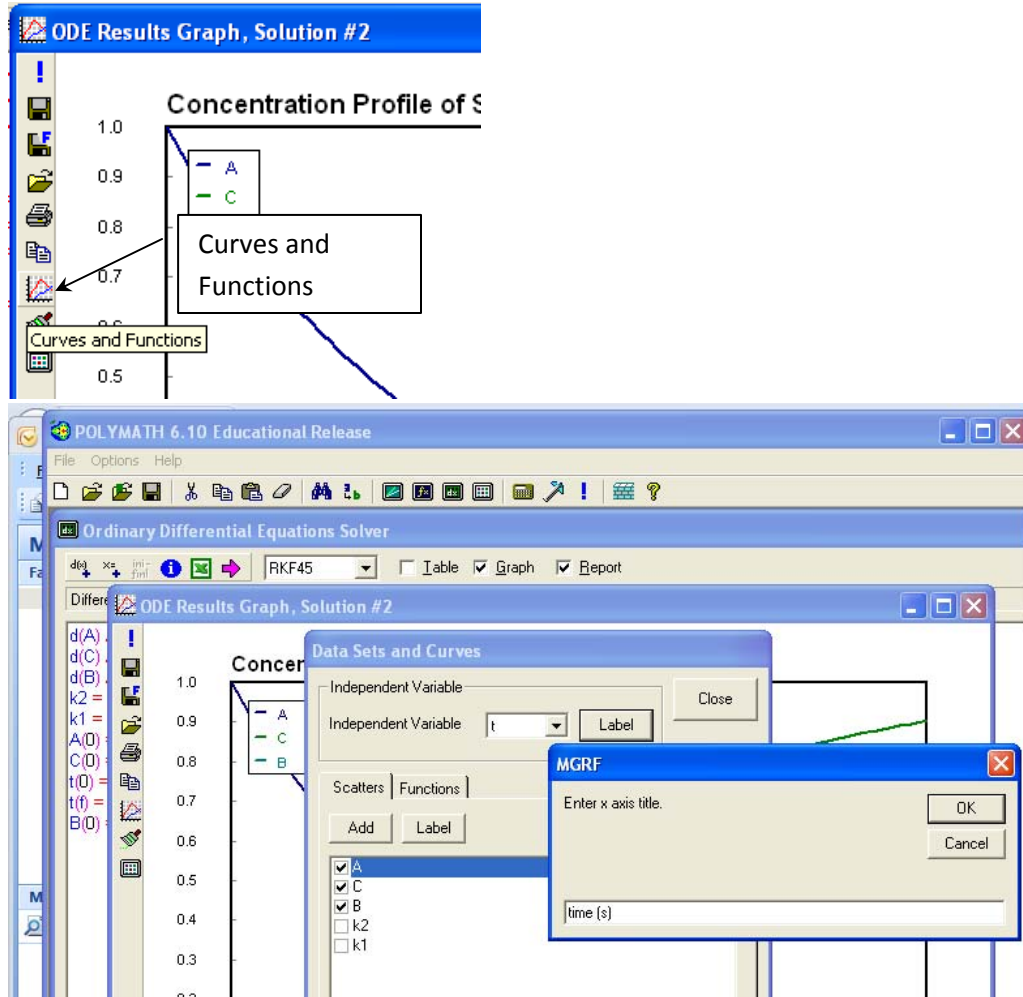 ODE Results Graph, Solution #2
Concentration Profile of S
1.0
A
0.9
C
0.8
Curves and
Functions
0.7
Curves and Functions
0.5
POLYMATH 6.10 Educational Release
File Options Help
Ordinary Differential Equations Solver
d(x) x= ini- finl RKF45 Table Graph Report
Differe
ODE Results Graph, Solution #2
d(A)
d(C)
d(B)
k2 =
k1 =
A(0)
C(0)
t(0) =
t(f) =
B(0)
Concer
1.0
0.9
0.8
0.7
0.6
0.5
0.4
0.3
A
C
B
Data Sets and Curves
Independent Variable
Close
Independent Variable t Label
Scatters Functions
Add Label
A
C
B
k2
k1
MGRF
Enter x axis title.
OK
Cancel
time (s)